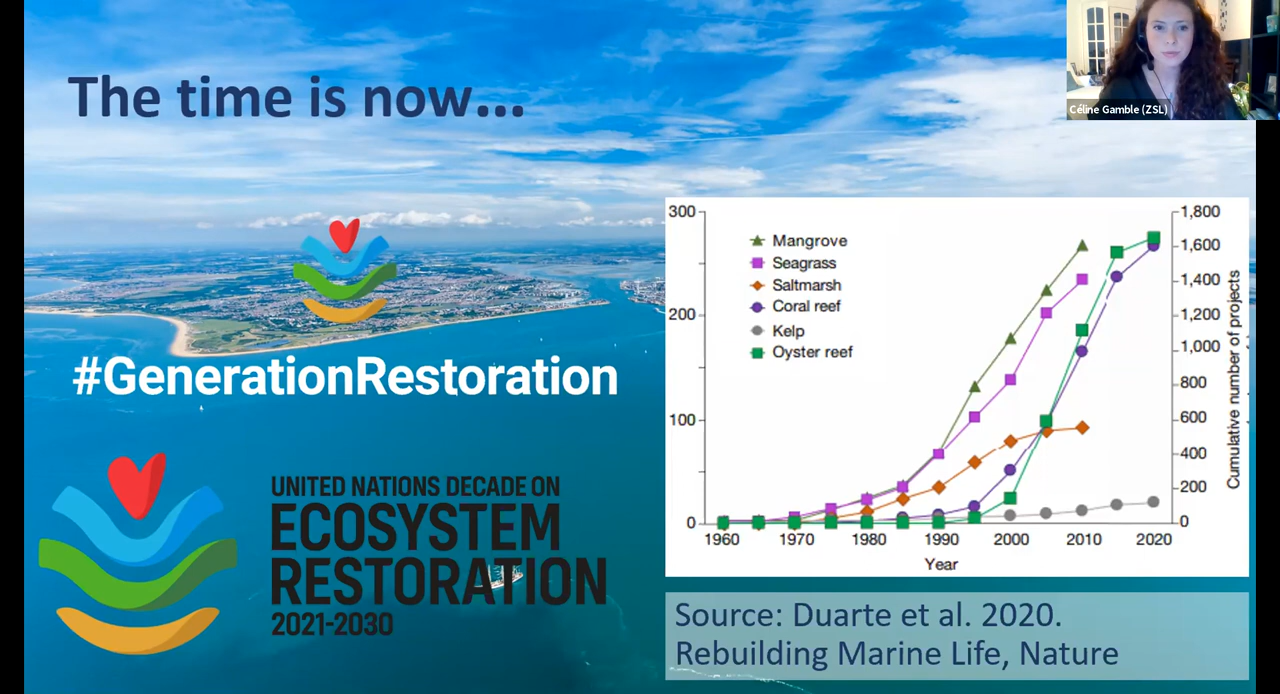 The time is now...
Céline Gamble (ZSL)
#GenerationRestoration
UNITED NATIONS DECADE ON
ECOSYSTEM
RESTORATION
2021-2030
300
200
100
0
Mangrove
Seagrass
Saltmarsh
Coral reef
Kelp
Oyster reef
1,800
1,600
1,400
1,200
1,000
800
600
400
200
0
Cumulative number of projects
1960
1970
1980
1990
2000
2010
2020
Year
Source: Duarte et al. 2020.
Rebuilding Marine Life, Nature